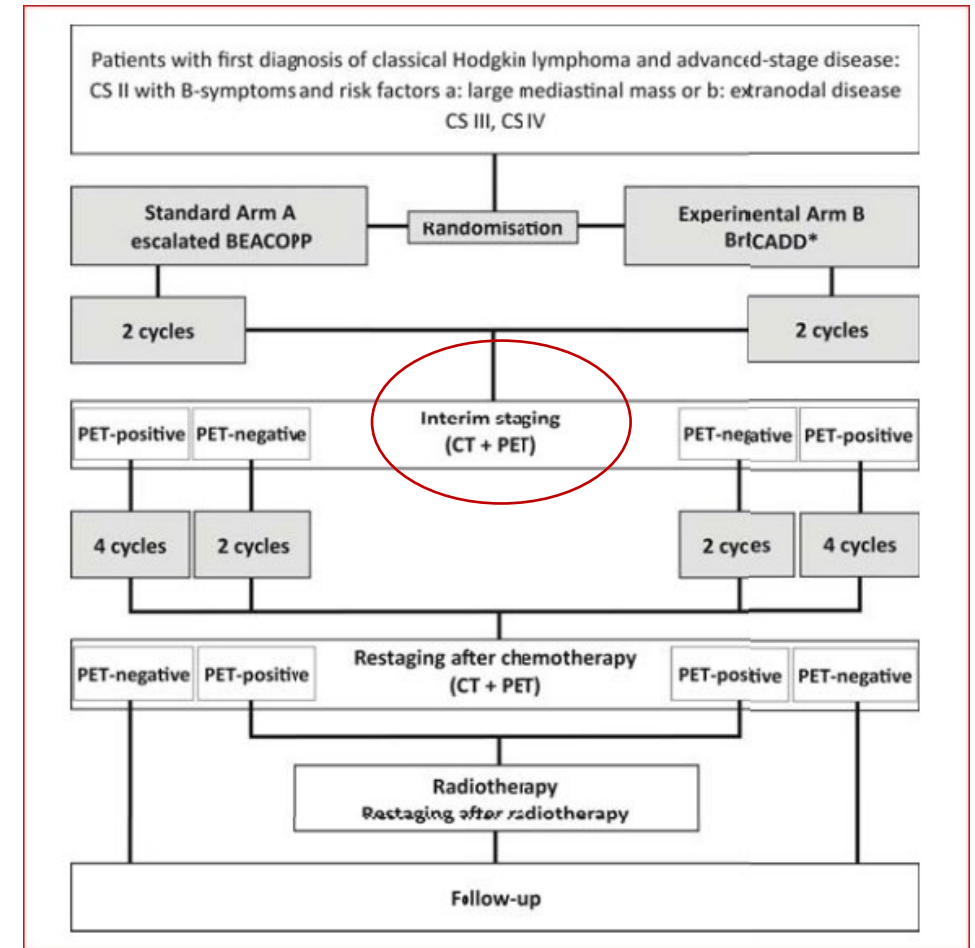 Patients with first diagnosis of classical Hodgkin lymphoma and advanced-stage disease:
CS II with B-symptoms and risk factors a: large mediastinal mass or b: extranodal disease
CS III, CS IV
Standard Arm A
escalated BEACOPP
Randomisation
Experimental Arm B
BrECADD*
2 cycles
2 cycles
PET-positive
PET-negative
Interim staging
(CT + PET)
PET-negative
PET-positive
4 cycles
2 cycles
2 cycles
4 cycles
PET-negative
PET-positive
Restaging after chemotherapy
(CT + PET)
PET-positive
PET-negative
Radiotherapy
Restaging after radiotherapy
Follow-up